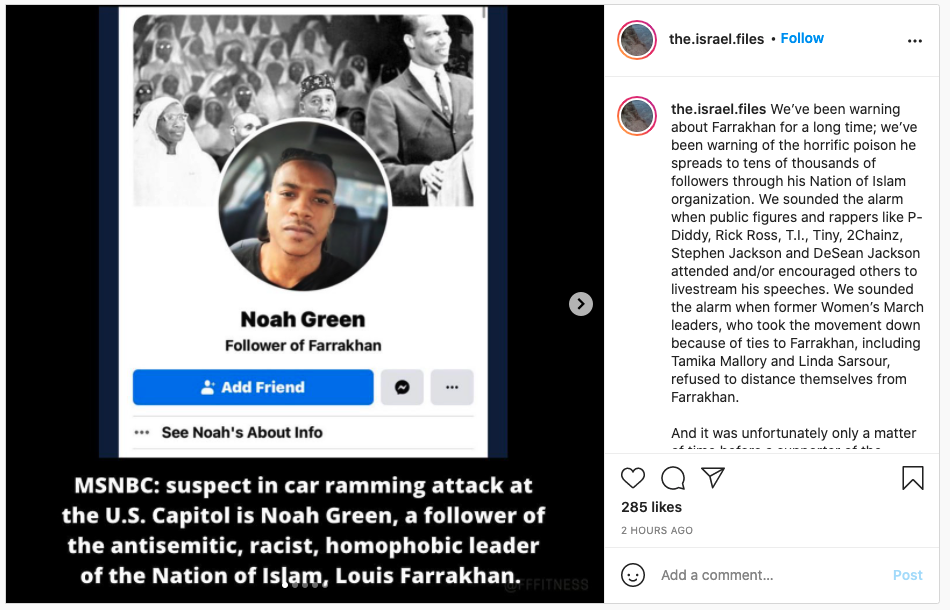 Noah Green
Follower of Farrakhan
Add Friend
...
... See Noah's About Info
MSNBC: suspect in car ramming attack at
the U.S. Capitol is Noah Green, a follower of
the antisemitic, racist, homophobic leader
of the Nation of Islam, Louis Farrakhan.
@FFFITNESS
the.israel.files • Follow
...
the.israel.files We've been warning
about Farrakhan for a long time; we've
been warning of the horrific poison he
spreads to tens of thousands of
followers through his Nation of Islam
organization. We sounded the alarm
when public figures and rappers like P-
Diddy, Rick Ross, T.I., Tiny, 2Chainz,
Stephen Jackson and DeSean Jackson
attended and/or encouraged others to
livestream his speeches. We sounded
the alarm when former Women's March
leaders, who took the movement down
because of ties to Farrakhan, including
Tamika Mallory and Linda Sarsour,
refused to distance themselves from
Farrakhan.
And it was unfortunately only a matter
285 likes
2 HOURS AGO
Add a comment...
Post